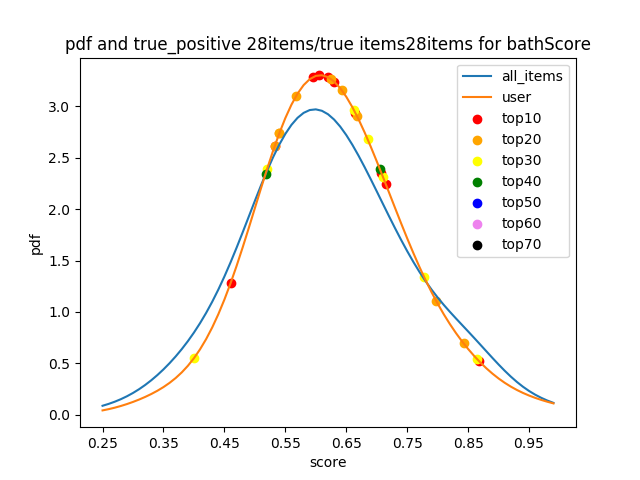 pdf and true_positive 28items/true items28items for bathScore
all_items
user
top10
top20
top30
top40
top50
top60
top70
pdf
3.0
2.5
2.0
1.5
1.0
0.5
0.0
0.25 0.35 0.45 0.55 0.65 0.75 0.85 0.95
score